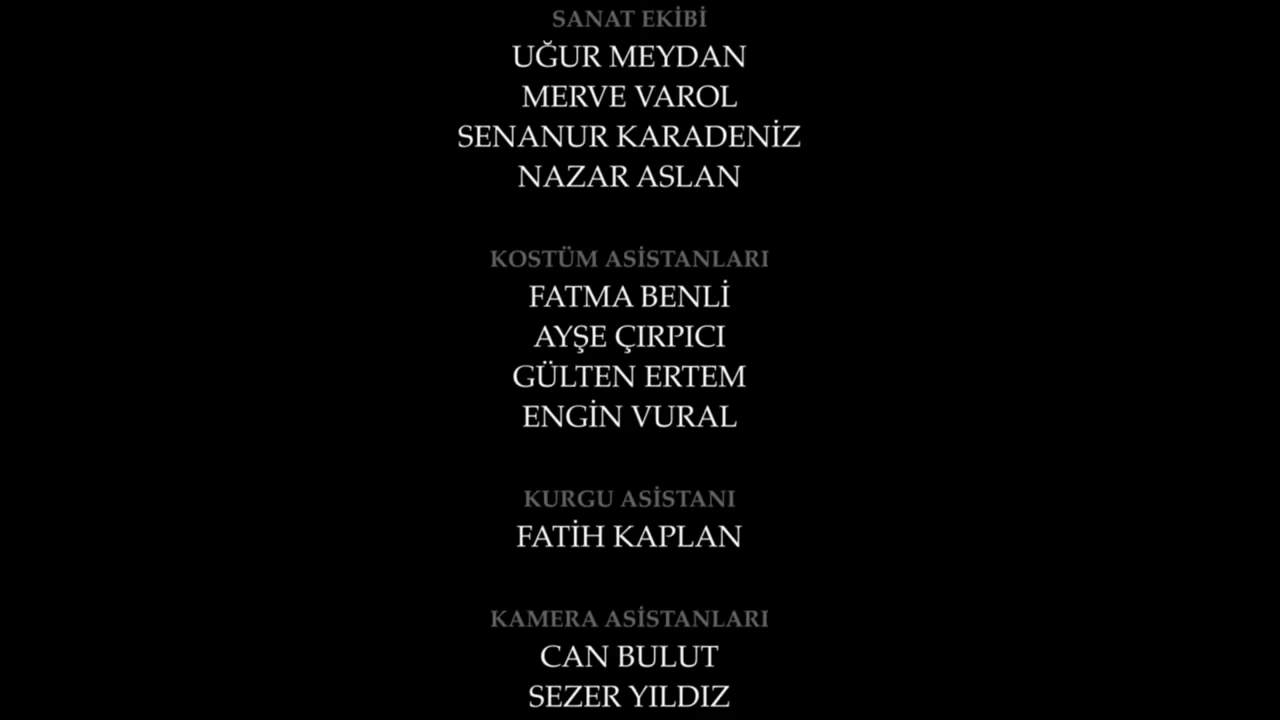 SANAT EKİBİ
UĞUR MEYDAN
MERVE VAROL
SENANUR KARADENİZ
NAZAR ASLAN
KOSTÜM ASİSTANLARI
FATMA BENLİ
AYŞE ÇIRPICI
GÜLTEN ERTEM
ENGİN VURAL
KURGU ASİSTANI
FATİH KAPLAN
KAMERA ASİSTANLARI
CAN BULUT
SEZER YILDIZ